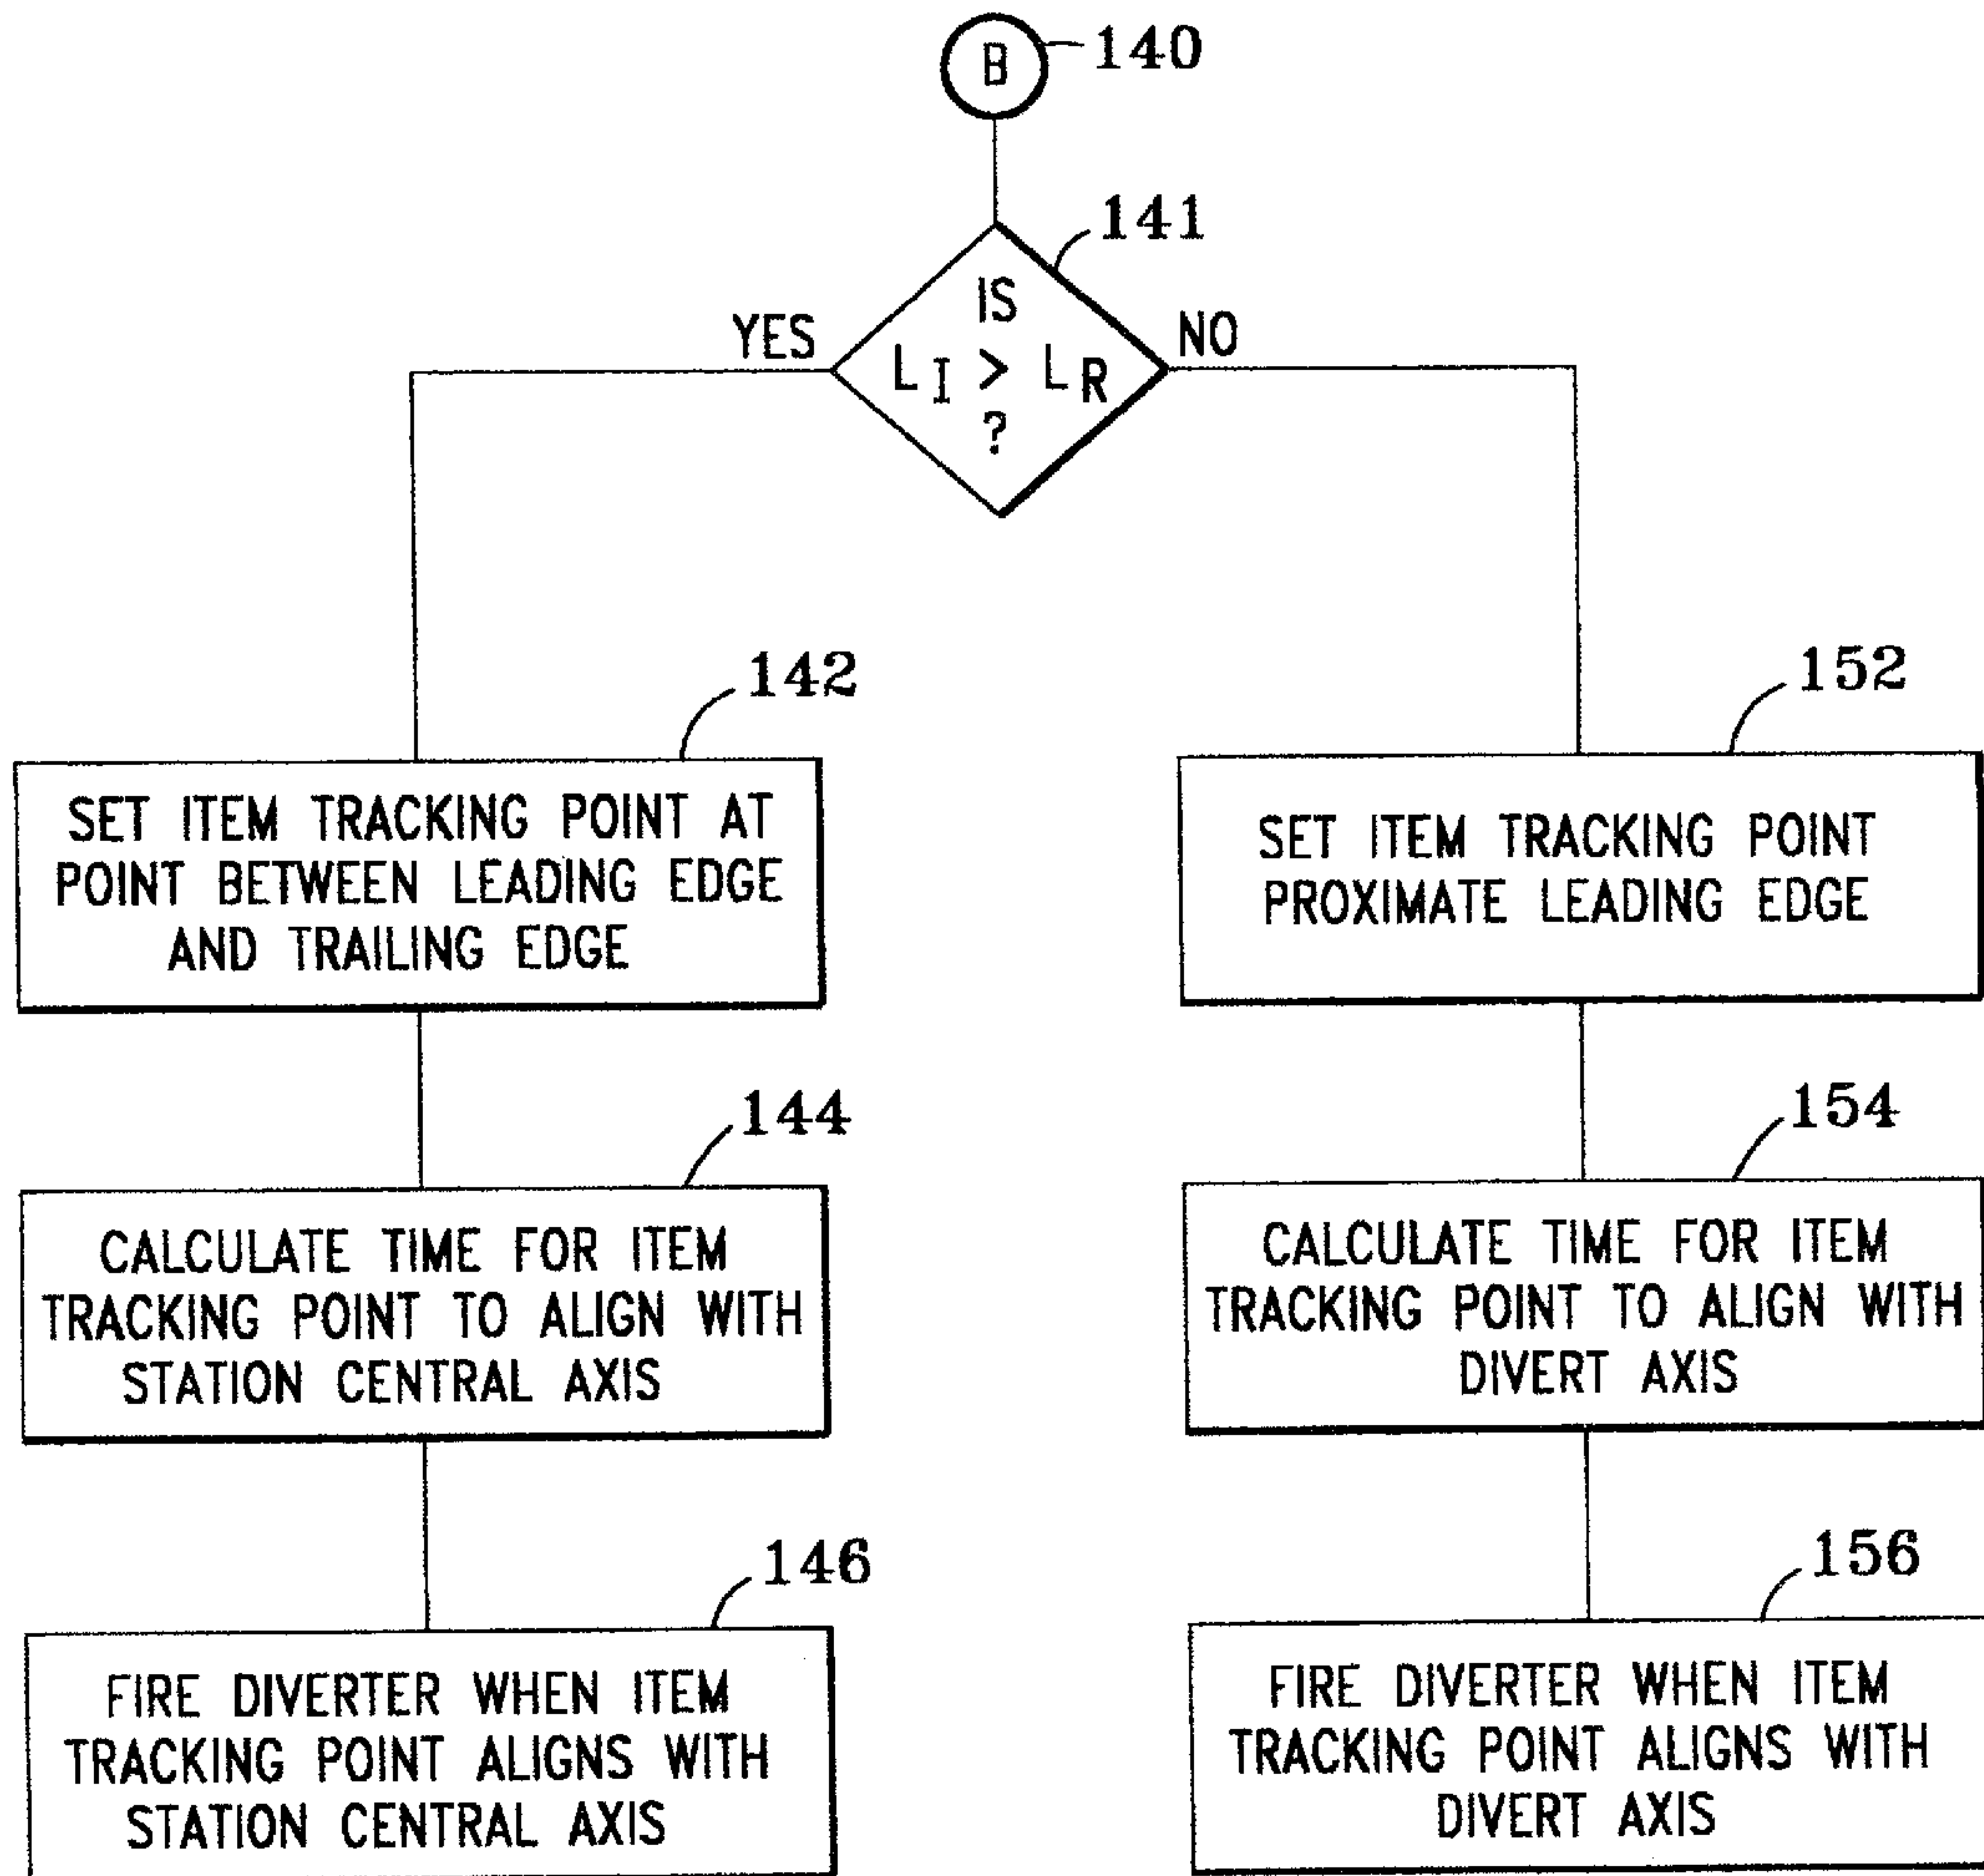 B
140
141
IS
YES
NO
LI > LR
?
142
SET ITEM TRACKING POINT AT
POINT BETWEEN LEADING EDGE
AND TRAILING EDGE
152
SET ITEM TRACKING POINT
PROXIMATE LEADING EDGE
144
CALCULATE TIME FOR ITEM
TRACKING POINT TO ALIGN WITH
STATION CENTRAL AXIS
154
CALCULATE TIME FOR ITEM
TRACKING POINT TO ALIGN WITH
DIVERT AXIS
146
FIRE DIVERTER WHEN ITEM
TRACKING POINT ALIGNS WITH
STATION CENTRAL AXIS
156
FIRE DIVERTER WHEN ITEM
TRACKING POINT ALIGNS WITH
DIVERT AXIS